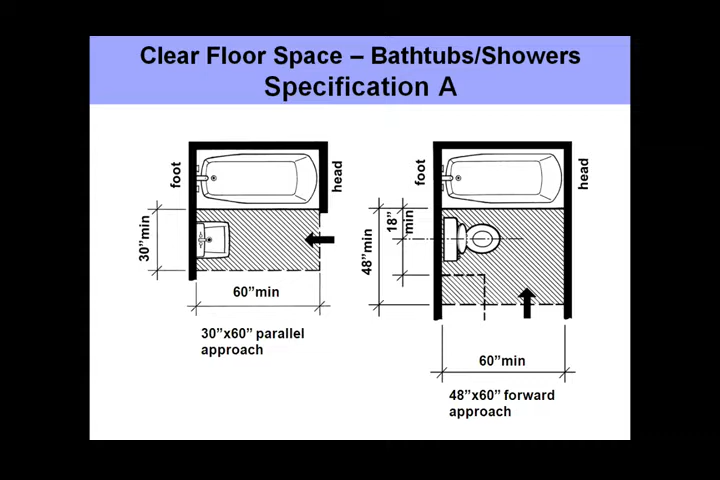 Clear Floor Space – Bathtubs/Showers
Specification A
foot
head
30”min
60”min
30”x60” parallel
approach
foot
head
48”min
18”
min
60”min
48”x60” forward
approach